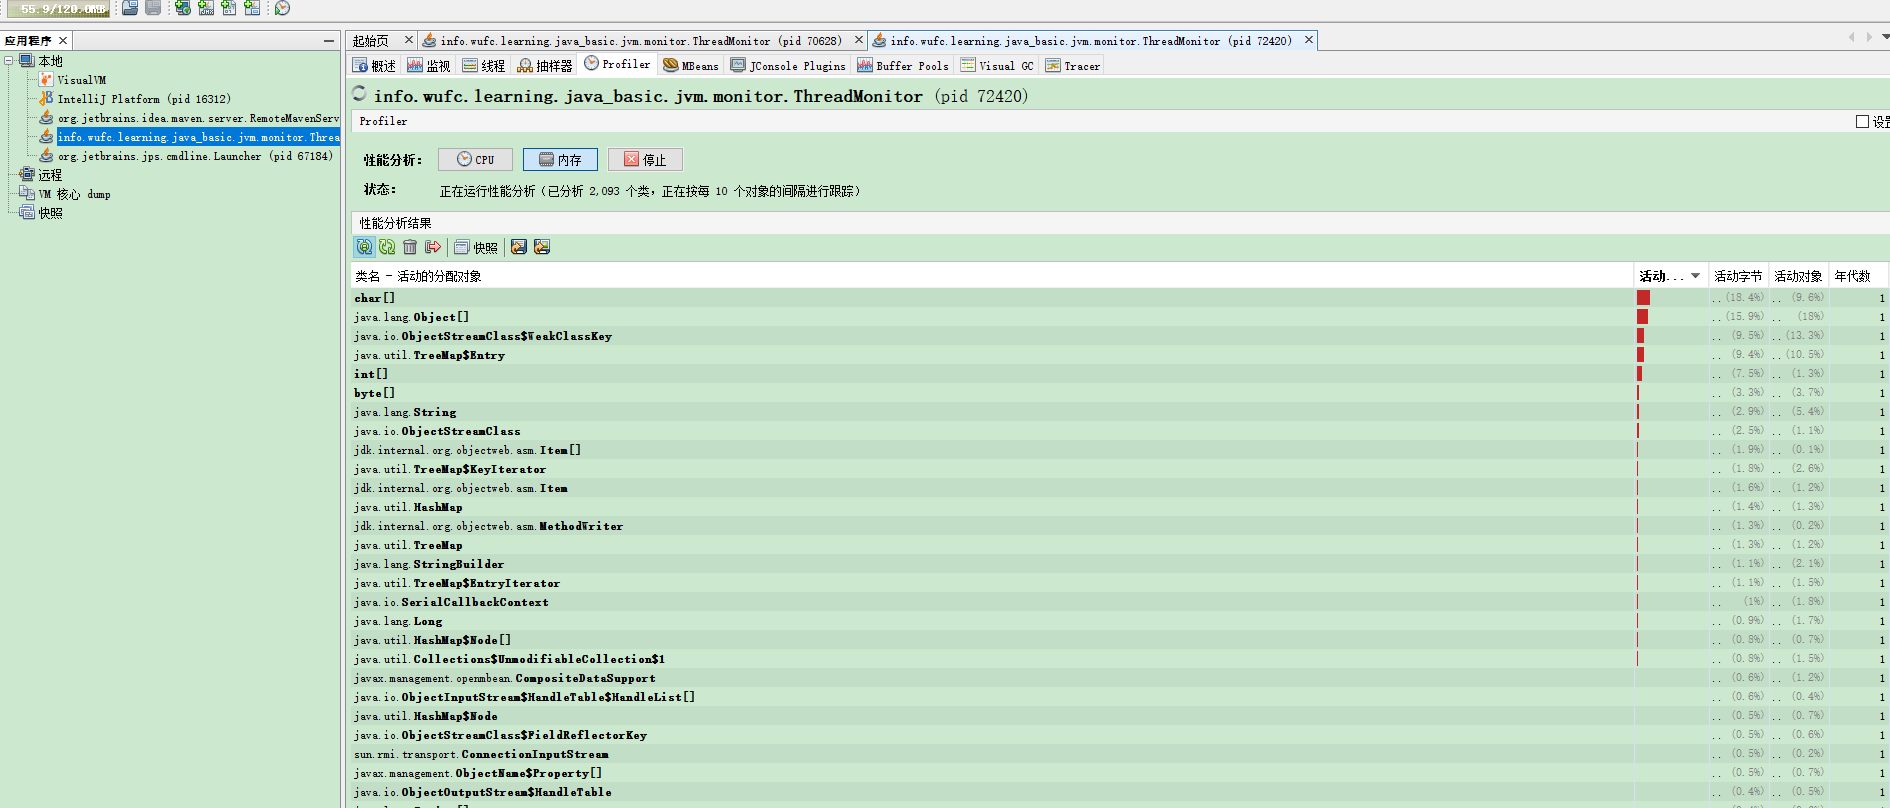 55.9/120.0MB
应用程序
本地
VisualVM
IntelliJ Platform (pid 16312)
org.jetbrains.idea.maven.server.RemoteMavenServ
info.wufc.learning.java_basic.jvm.monitor.Threa
org.jetbrains.jps.cmdline.Launcher (pid 67184)
远程
VM 核心 dump
快照
起始页 info.wufc.learning.java_basic.jvm.monitor.ThreadMonitor (pid 70628) info.wufc.learning.java_basic.jvm.monitor.ThreadMonitor (pid 72420)
概述 监视 线程 抽样器 Profiler MBeans JConsole Plugins Buffer Pools Visual GC Tracer
info.wufc.learning.java_basic.jvm.monitor.ThreadMonitor (pid 72420)
Profiler 设置
性能分析: CPU 内存 停止
状态: 正在运行性能分析(已分析 2,093 个类，正在按每 10 个对象的间隔进行跟踪)
性能分析结果
快照
类名 - 活动的分配对象 活动... 活动字节 活动对象 年代数
char[] .. (18.4%) .. (9.6%) 1
java.lang.Object[] .. (15.9%) .. (18%) 1
java.io.ObjectStreamClass$WeakClassKey .. (9.5%) .. (13.3%) 1
java.util.TreeMap$Entry .. (9.4%) .. (10.5%) 1
int[] .. (7.5%) .. (1.3%) 1
byte[] .. (3.3%) .. (3.7%) 1
java.lang.String .. (2.9%) .. (5.4%) 1
java.io.ObjectStreamClass .. (2.5%) .. (1.1%) 1
jdk.internal.org.objectweb.asm.Item[] .. (1.9%) .. (0.1%) 1
java.util.TreeMap$KeyIterator .. (1.8%) .. (2.6%) 1
jdk.internal.org.objectweb.asm.Item .. (1.6%) .. (1.2%) 1
java.util.HashMap .. (1.4%) .. (1.3%) 1
jdk.internal.org.objectweb.asm.MethodWriter .. (1.3%) .. (0.2%) 1
java.util.TreeMap .. (1.3%) .. (1.2%) 1
java.lang.StringBuilder .. (1.1%) .. (2.1%) 1
java.util.TreeMap$EntryIterator .. (1.1%) .. (1.5%) 1
java.io.SerialCallbackContext .. (1%) .. (1.8%) 1
java.lang.Long .. (0.9%) .. (1.7%) 1
java.util.HashMap$Node[] .. (0.8%) .. (0.7%) 1
java.util.Collections$UnmodifiableCollection$1 .. (0.8%) .. (1.5%) 1
javax.management.openmbean.CompositeDataSupport .. (0.6%) .. (1.2%) 1
java.io.ObjectInputStream$HandleTable$HandleList[] .. (0.6%) .. (0.4%) 1
java.util.HashMap$Node .. (0.5%) .. (0.7%) 1
java.io.ObjectStreamClass$FieldReflectorKey .. (0.5%) .. (0.6%) 1
sun.rmi.transport.ConnectionInputStream .. (0.5%) .. (0.2%) 1
javax.management.ObjectName$Property[] .. (0.5%) .. (0.7%) 1
java.io.ObjectOutputStream$HandleTable .. (0.4%) .. (0.5%) 1